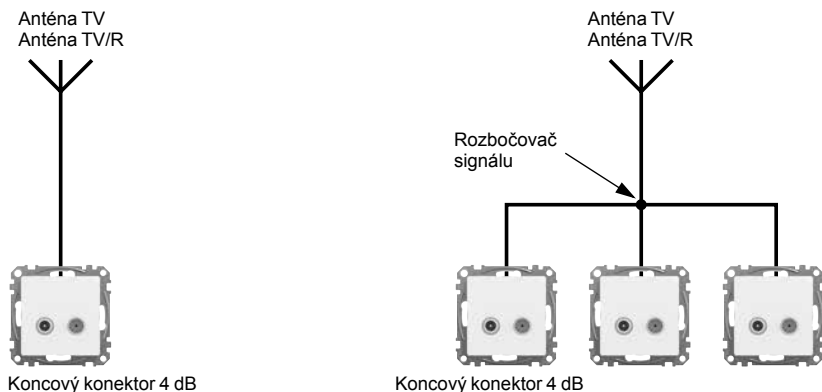 Anténa TV
Anténa TV/R
Koncový konektor 4 dB
Anténa TV
Anténa TV/R
Rozbočovač
signálu
Koncový konektor 4 dB